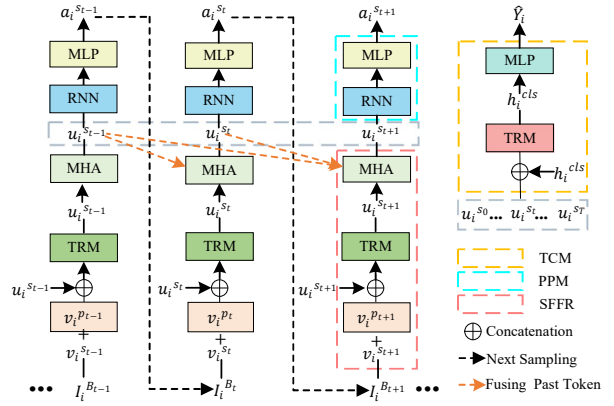 a_i^{s_{t-1}} a_i^{s_t} a_i^{s_{t+1}} Ŷ_i
MLP MLP MLP MLP
RNN RNN RNN h_i^{cls}
u_i^{s_{t-1}} u_i^{s_t} u_i^{s_{t+1}} TRM
MHA MHA MHA h_i^{cls}
u_i^{s_{t-1}} u_i^{s_t} u_i^{s_{t+1}} u_i^{s_0}... u_i^{s_t}... u_i^{s_T}
TRM TRM TRM
TCM
PPM
u_i^{s_{t-1}} u_i^{s_t} u_i^{s_{t+1}} SFFR
v_i^{p_{t-1}} v_i^{p_t} v_i^{p_{t+1}} Concatenation
+ + +
v_i^{s_{t-1}} v_i^{s_t} v_i^{s_{t+1}} Next Sampling
... I_i^{B_{t-1}} I_i^{B_t} I_i^{B_{t+1}} ... Fusing Past Token